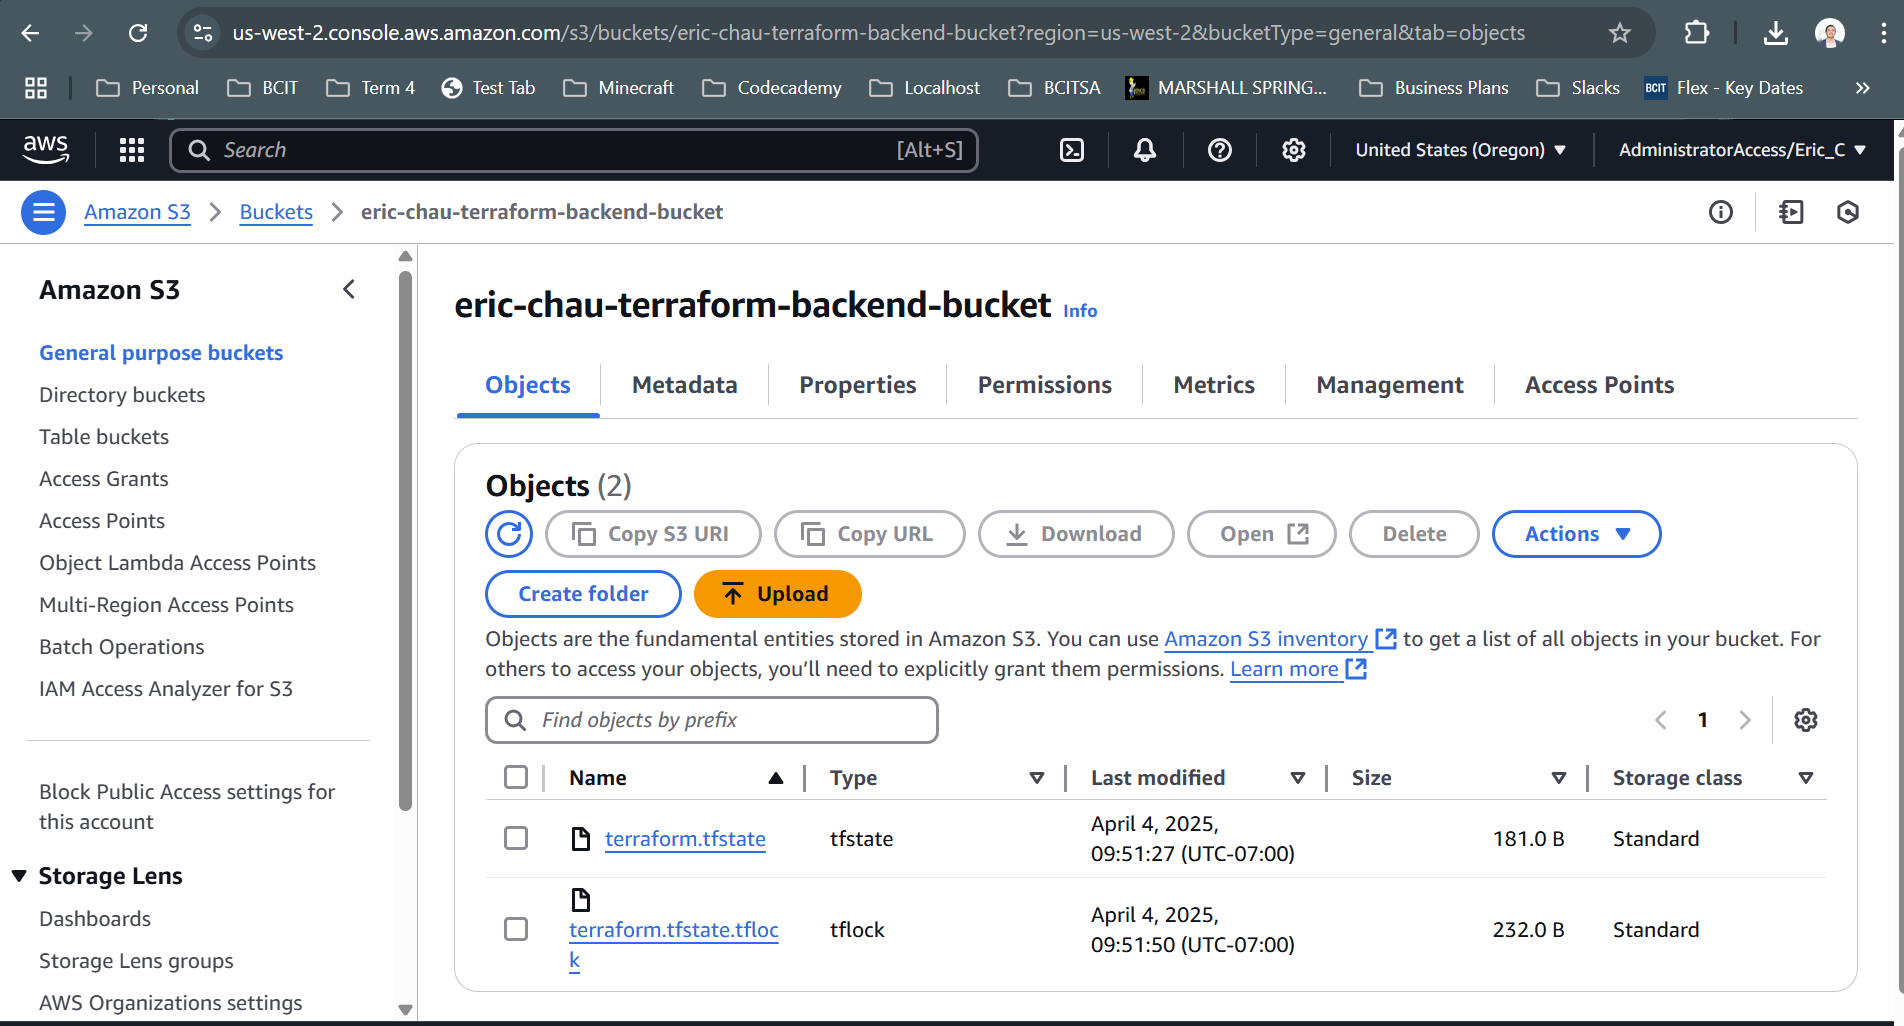 us-west-2.console.aws.amazon.com/s3/buckets/eric-chau-terraform-backend-bucket?region=us-west-2&bucketType=general&tab=objects
Personal BCIT Term 4 Test Tab Minecraft Codecademy Localhost BCITSA MARSHALL SPRING... Business Plans Slacks BCIT Flex - Key Dates
aws Search [Alt+S] United States (Oregon) AdministratorAccess/Eric_C
Amazon S3 Buckets eric-chau-terraform-backend-bucket
Amazon S3
General purpose buckets
Directory buckets
Table buckets
Access Grants
Access Points
Object Lambda Access Points
Multi-Region Access Points
Batch Operations
IAM Access Analyzer for S3
Block Public Access settings for
this account
Storage Lens
Dashboards
Storage Lens groups
AWS Organizations settings
eric-chau-terraform-backend-bucket Info
Objects Metadata Properties Permissions Metrics Management Access Points
Objects (2)
Copy S3 URI Copy URL Download Open Delete Actions
Create folder Upload
Objects are the fundamental entities stored in Amazon S3. You can use Amazon S3 inventory to get a list of all objects in your bucket. For
others to access your objects, you’ll need to explicitly grant them permissions. Learn more
Find objects by prefix 1
Name Type Last modified Size Storage class
terraform.tfstate tfstate April 4, 2025, 181.0 B Standard
09:51:27 (UTC-07:00)
terraform.tfstate.tfloc tflock April 4, 2025, 232.0 B Standard
k 09:51:50 (UTC-07:00)